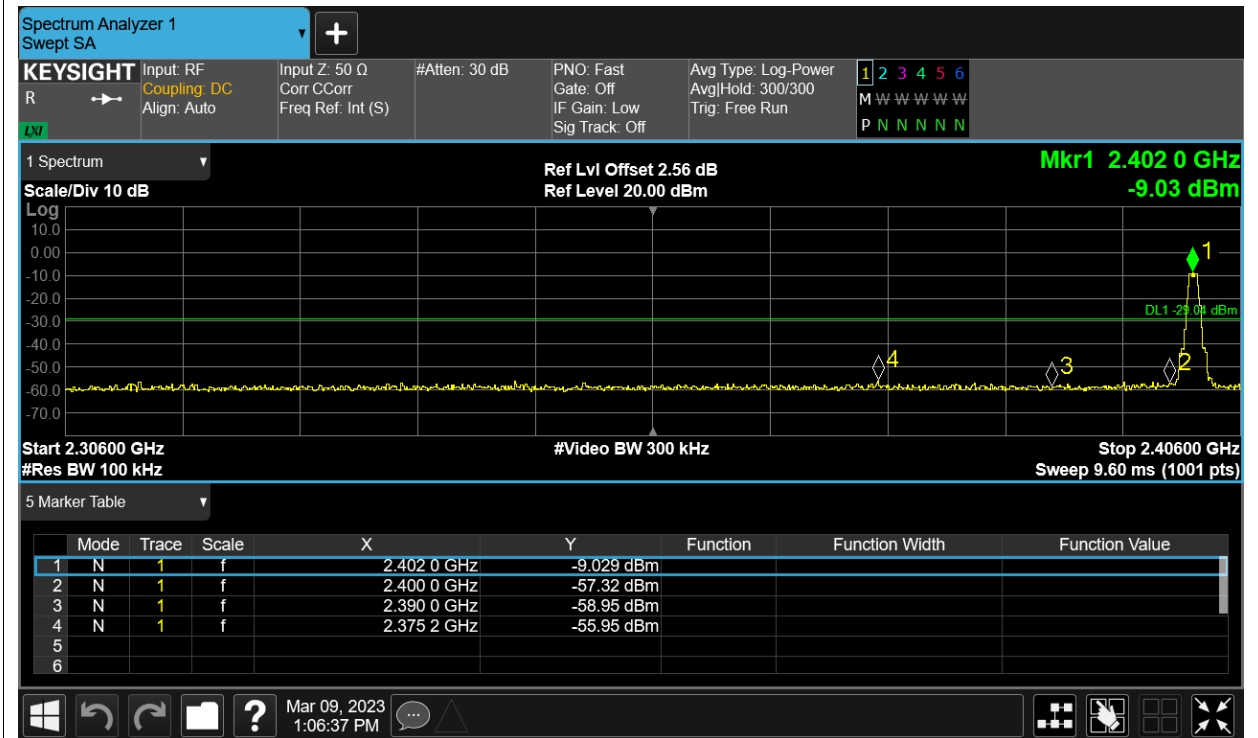 Spectrum Analyzer 1
Swept SA
KEYSIGHT
R
LXI
Input: RF
Coupling: DC
Align: Auto
Input Z: 50 Ω
Corr CCorr
Freq Ref: Int (S)
#Atten: 30 dB
PNO: Fast
Gate: Off
IF Gain: Low
Sig Track: Off
Avg Type: Log-Power
Avg|Hold: 300/300
Trig: Free Run
1 2 3 4 5 6
M W W W W W
P N N N N N
1 Spectrum
Scale/Div 10 dB
Ref Lvl Offset 2.56 dB
Ref Level 20.00 dBm
Mkr1 2.402 0 GHz
-9.03 dBm
Log
10.0
0.00
-10.0
-20.0
-30.0
-40.0
-50.0
-60.0
-70.0
1
DL1 -29.04 dBm
4
3
2
Start 2.30600 GHz
#Res BW 100 kHz
#Video BW 300 kHz
Stop 2.40600 GHz
Sweep 9.60 ms (1001 pts)
5 Marker Table
Mode Trace Scale X Y Function Function Width Function Value
1 N 1 f 2.402 0 GHz -9.029 dBm
2 N 1 f 2.400 0 GHz -57.32 dBm
3 N 1 f 2.390 0 GHz -58.95 dBm
4 N 1 f 2.375 2 GHz -55.95 dBm
5
6
?
Mar 09, 2023
1:06:37 PM